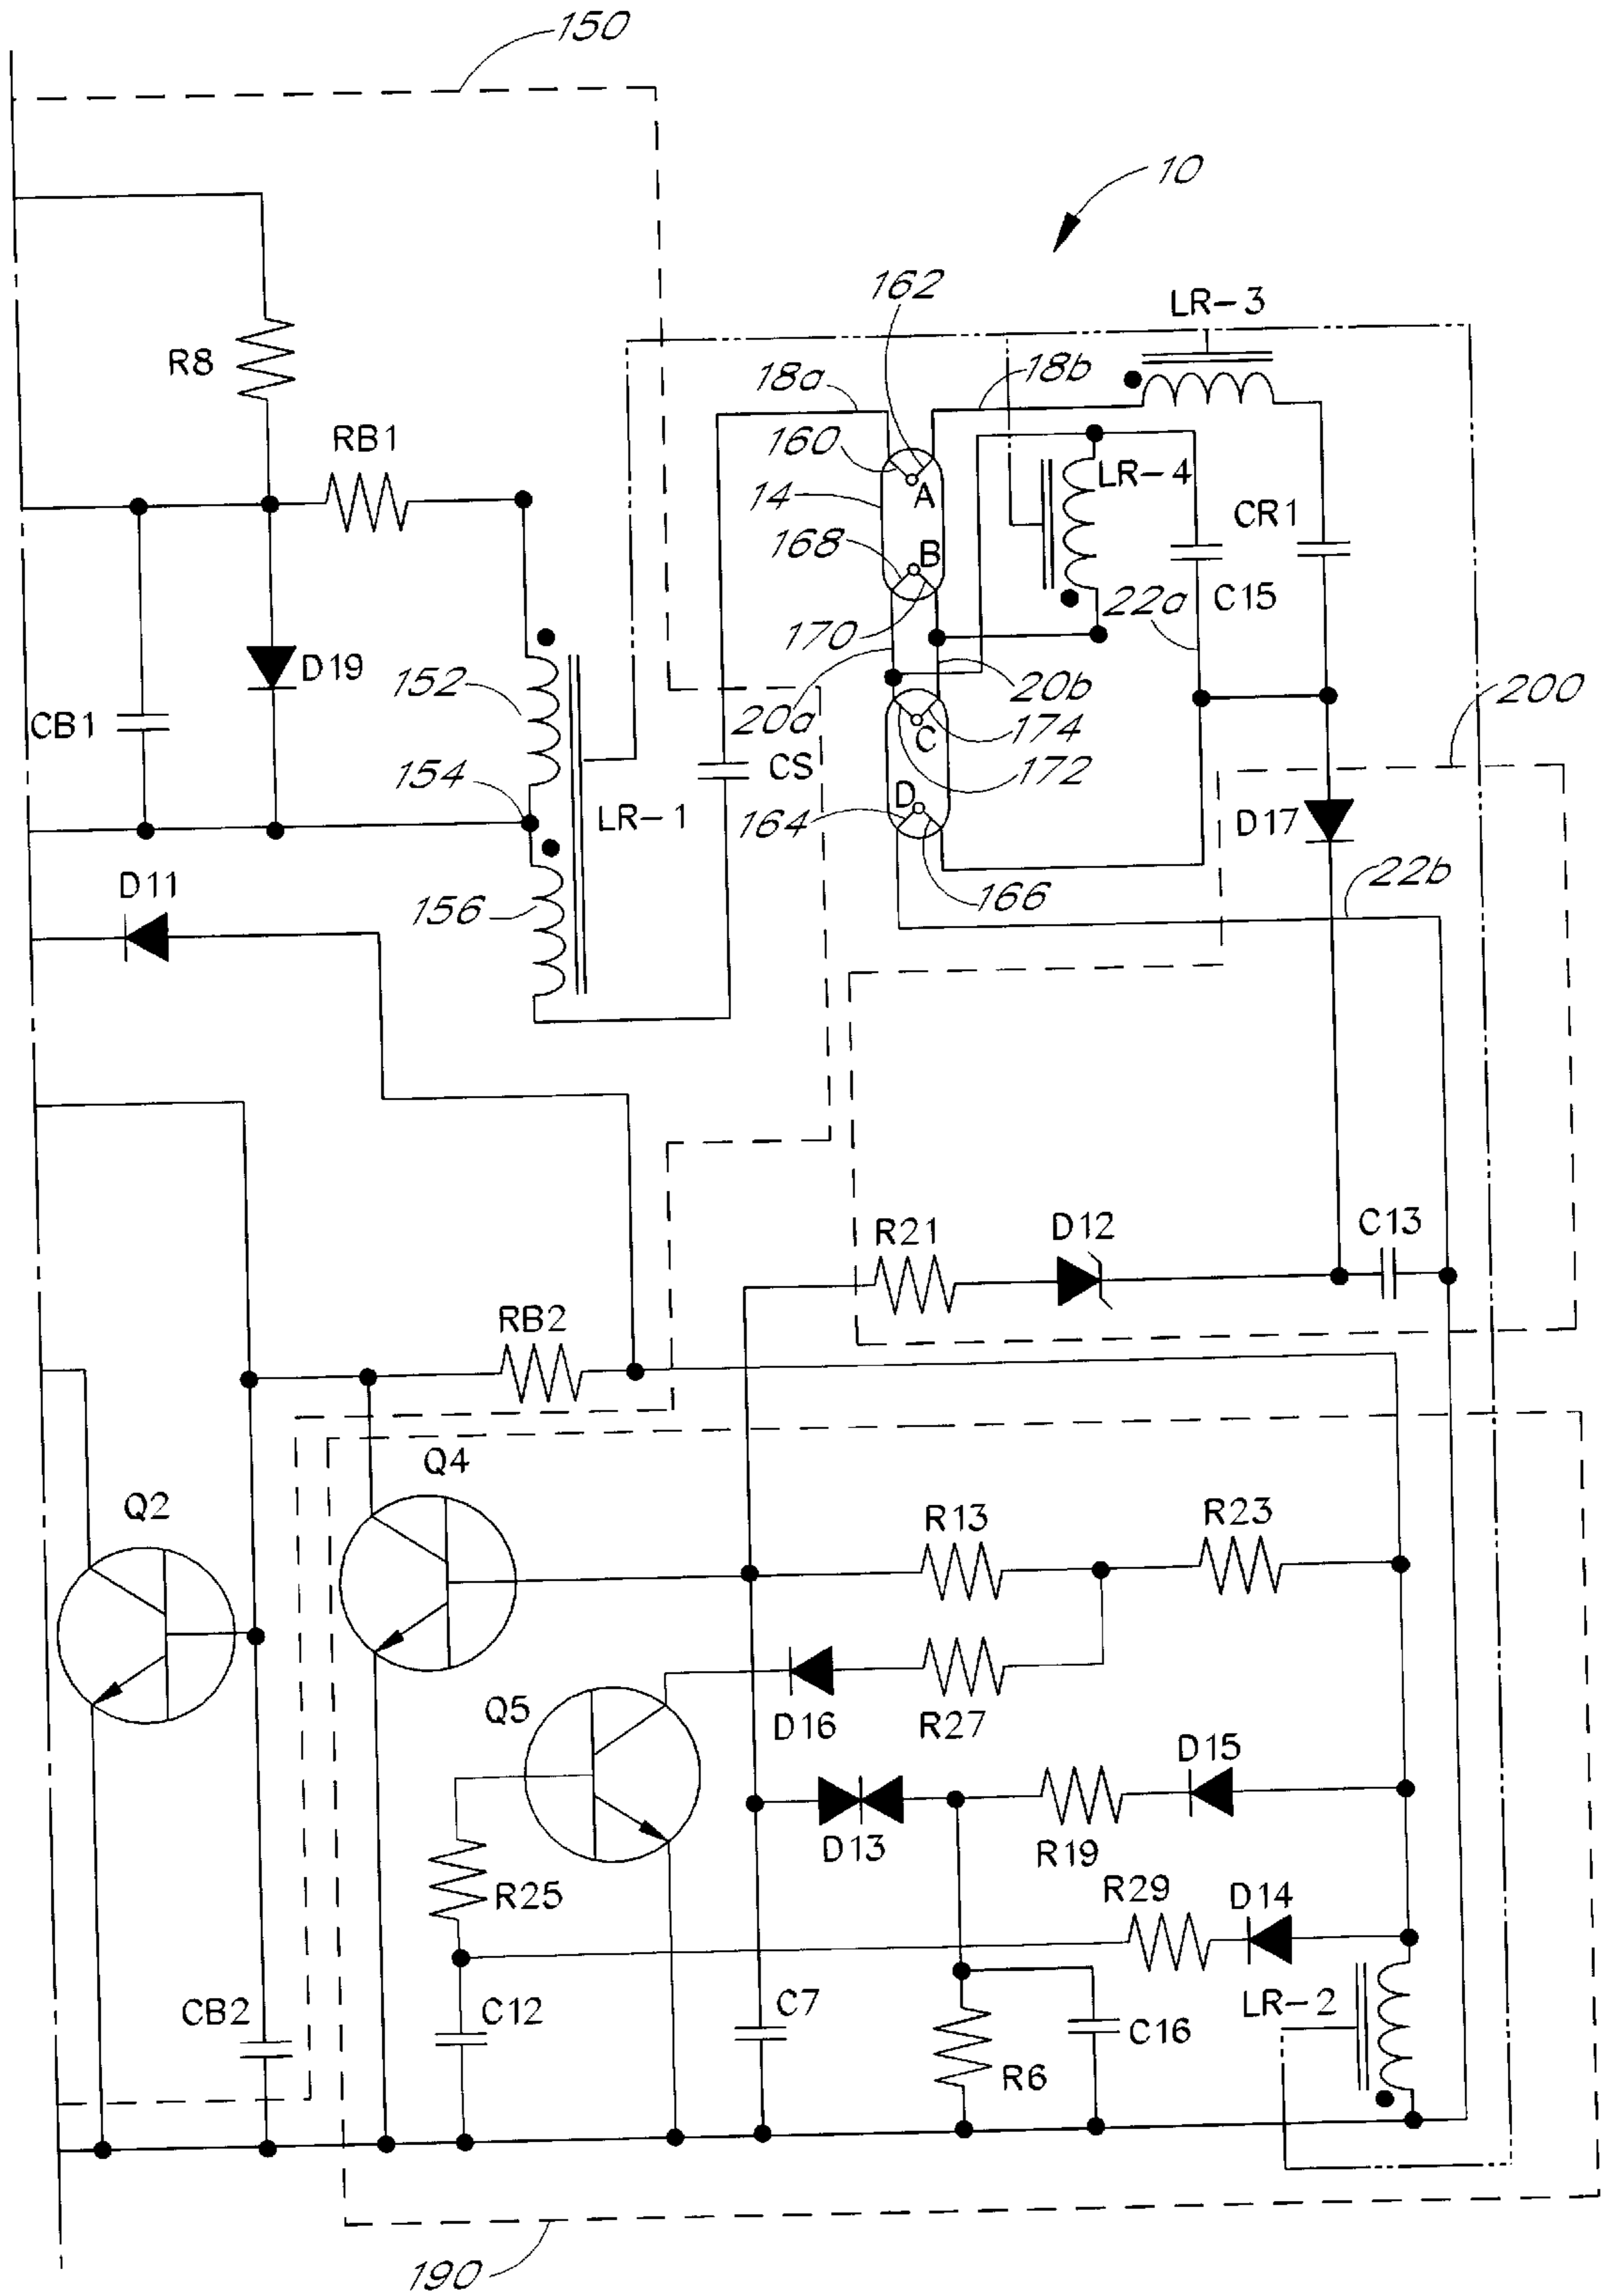 150
10
162
LR-3
R8
18a
18b
RB1
160
LR-4
14
A
CR1
168
B
22a
C15
D19
170
152
20b
200
CB1
20a
C
174
154
CS
172
LR-1
D
D17
164
D11
166
22b
156
R21
D12
C13
RB2
Q4
Q2
R13
R23
Q5
D16
R27
D15
D13
R19
R25
R29
D14
CB2
C12
C7
LR-2
C16
R6
190